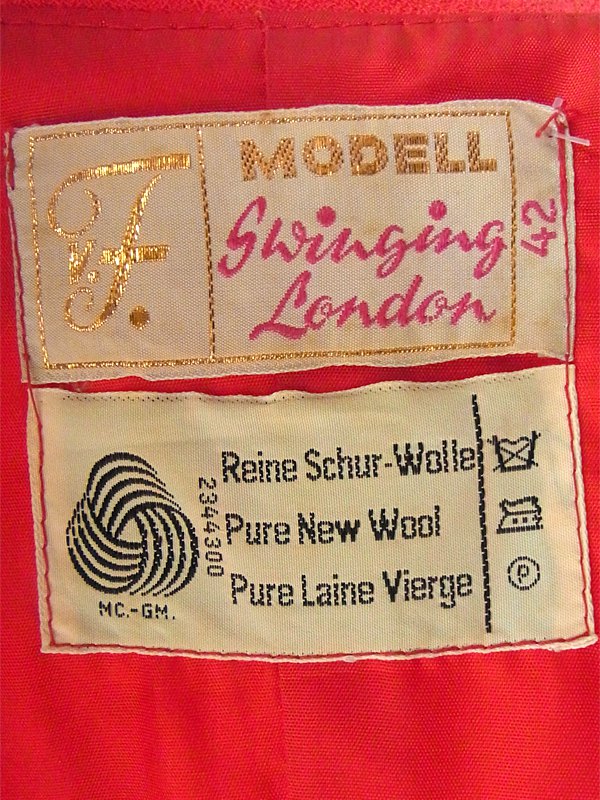 v. F.
MODELL
Swinging
London
42
Reine Schur-Wolle
Pure New Wool
Pure Laine Vierge
2344300
MC.-GM.
P